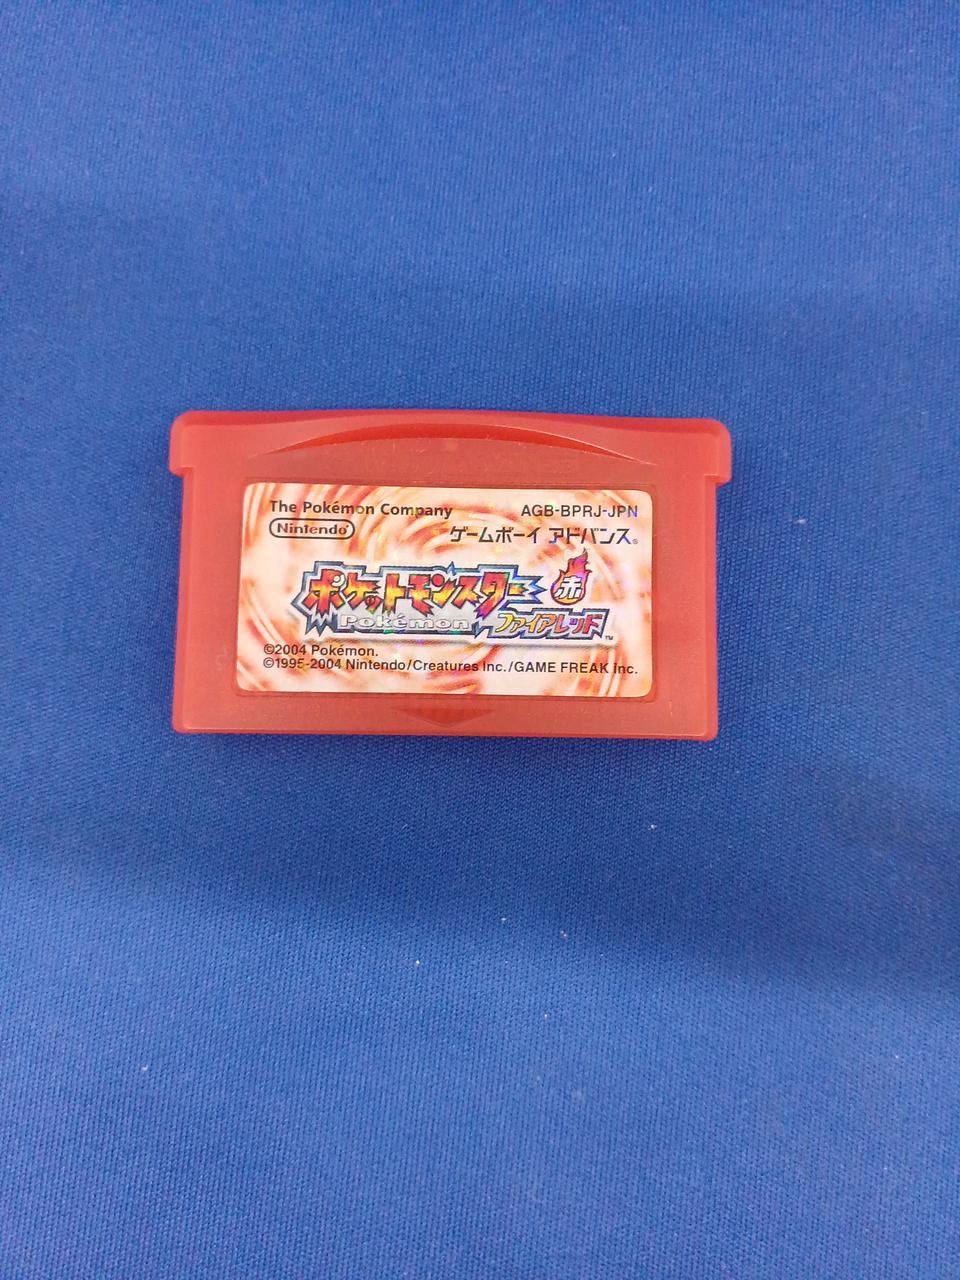 The Pokémon Company AGB-BPRJ-JPN
Nintendo ゲームボーイ アドバンス®
ポケットモンスター 赤
Pokémon ファイアレッド™
©2004 Pokémon.
©1995-2004 Nintendo/Creatures Inc./GAME FREAK Inc.